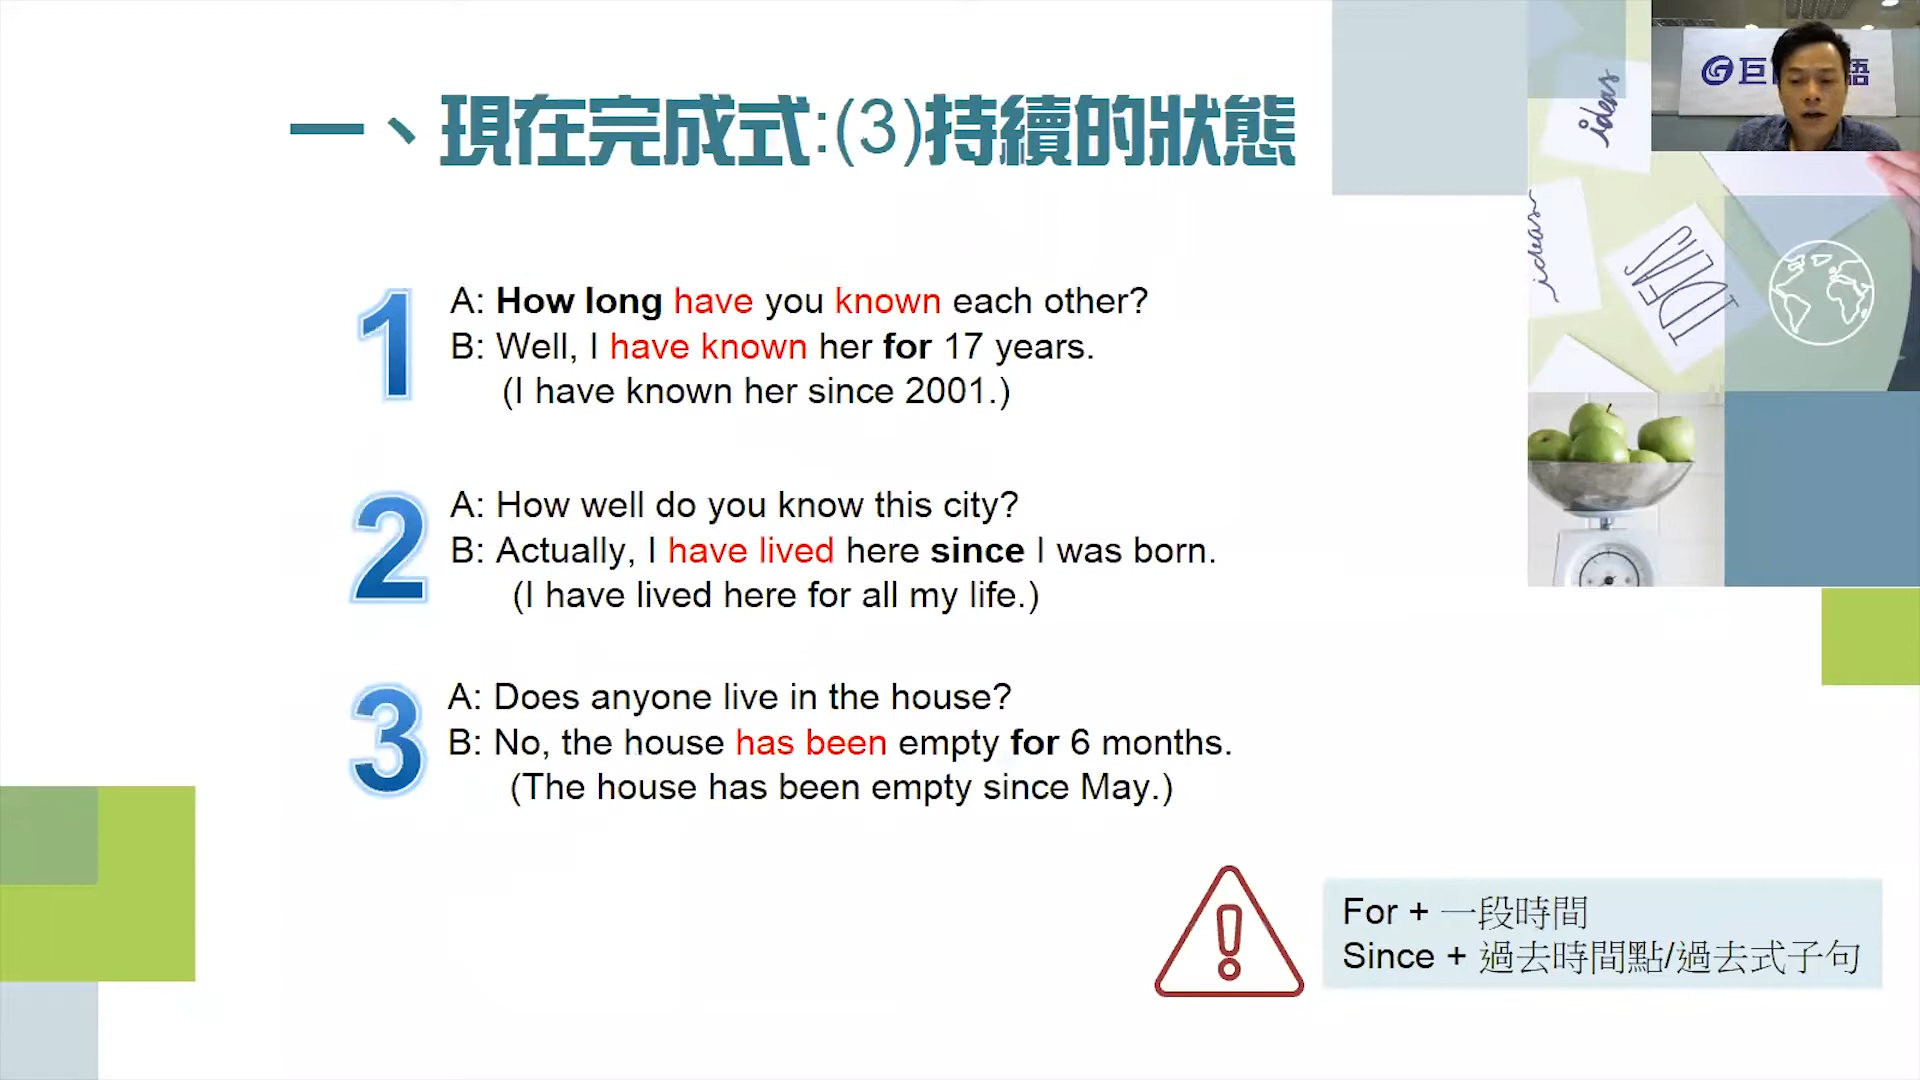 一、現在完成式:(3)持續的狀態
1
A: How long have you known each other?
B: Well, I have known her for 17 years.
(I have known her since 2001.)
2
A: How well do you know this city?
B: Actually, I have lived here since I was born.
(I have lived here for all my life.)
3
A: Does anyone live in the house?
B: No, the house has been empty for 6 months.
(The house has been empty since May.)
For + 一段時間
Since + 過去時間點/過去式子句
巨
語
ideas
ideas
IDEAS